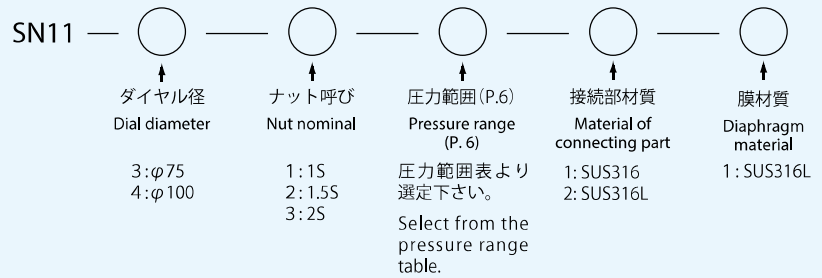 SN11
ダイヤル径
Dial diameter
3:φ75
4:φ100
ナット呼び
Nut nominal
1:1S
2:1.5S
3:2S
圧力範囲(P.6)
Pressure range
(P. 6)
圧力範囲表より
選定下さい。
Select from the
pressure range
table.
接続部材質
Material of
connecting part
1: SUS316
2: SUS316L
膜材質
Diaphragm
material
1: SUS316L